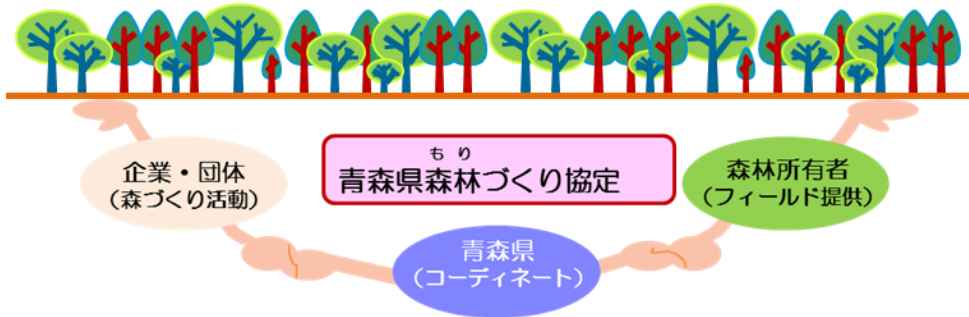 もり
青森県森林づくり協定
企業・団体
（森づくり活動）
森林所有者
（フィールド提供）
青森県
（コーディネート）